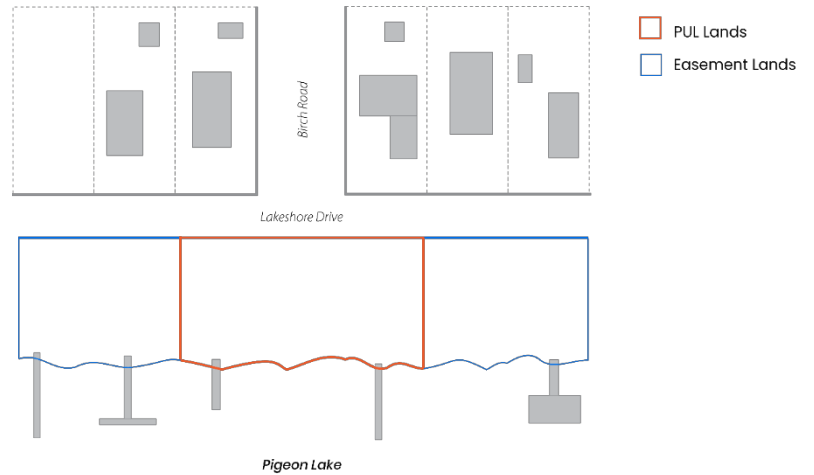 PUL Lands
Easement Lands
Birch Road
Lakeshore Drive
Pigeon Lake